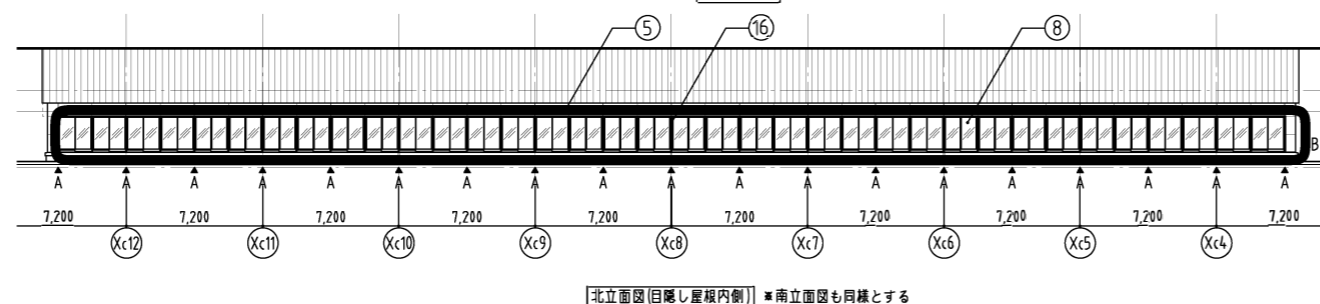 5 16 8
B
A A A A A A A A A A A A A A A A A A A
7,200 7,200 7,200 7,200 7,200 7,200 7,200 7,200 7,200 7,200
Xc12 Xc11 Xc10 Xc9 Xc8 Xc7 Xc6 Xc5 Xc4
北立面図(目隠し屋根内側) ※南立面図も同様とする